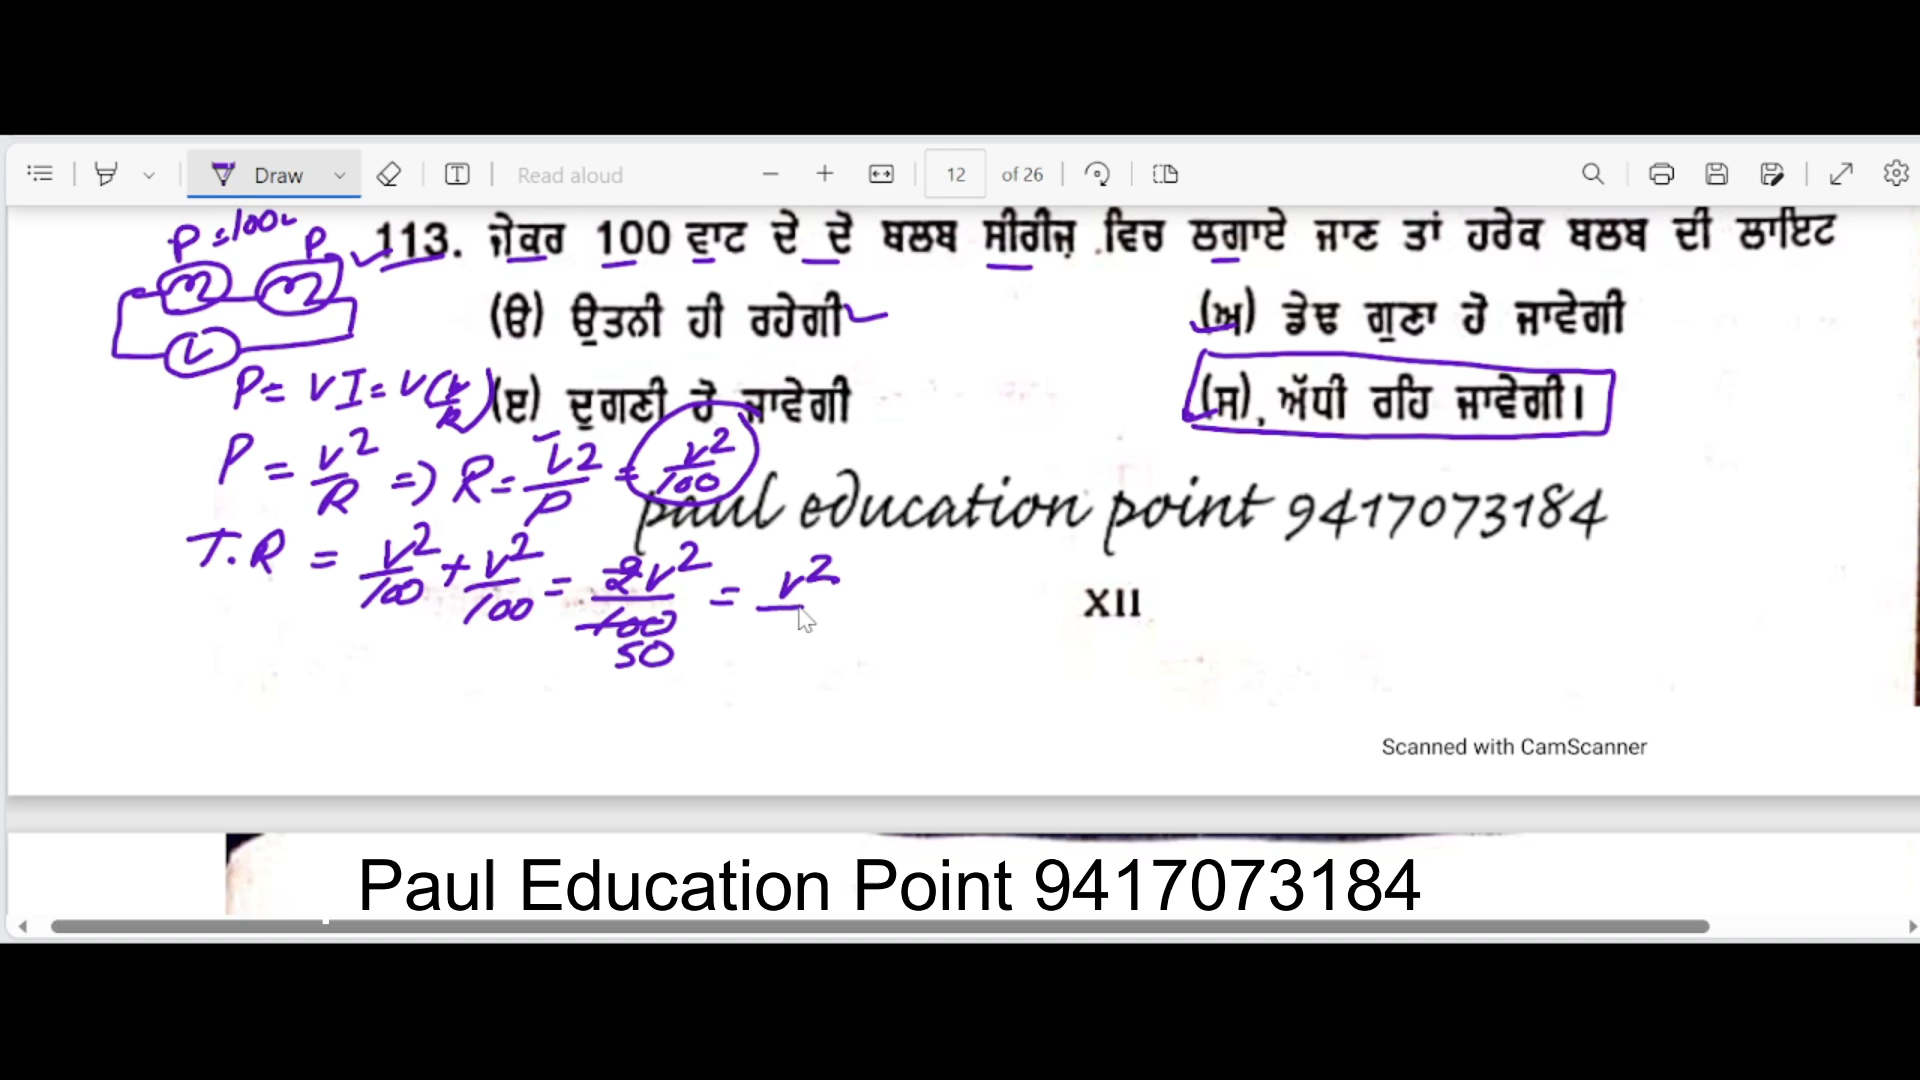 Draw
Read aloud
12 of 26
P=100w P
113. ਜੇਕਰ 100 ਵਾਟ ਦੇ ਦੋ ਬਲਬ ਸੀਰੀਜ਼ ਵਿਚ ਲਗਾਏ ਜਾਣ ਤਾਂ ਹਰੇਕ ਬਲਬ ਦੀ ਲਾਇਟ
(ੳ) ਉਤਨੀ ਹੀ ਰਹੇਗੀ (ਅ) ਡੇਢ ਗੁਣਾ ਹੋ ਜਾਵੇਗੀ
V
P= VI= V(V/R)
(ੲ) ਦੁਗਣੀ ਹੋ ਜਾਵੇਗੀ (ਸ) ਅੱਧੀ ਰਹਿ ਜਾਵੇਗੀ।
P = V²/R => R = V²/P = V²/100
paul education point 9417073184
T.R = V²/100 + V²/100 = 2V²/100 50 = V²
XII
Scanned with CamScanner
Paul Education Point 9417073184